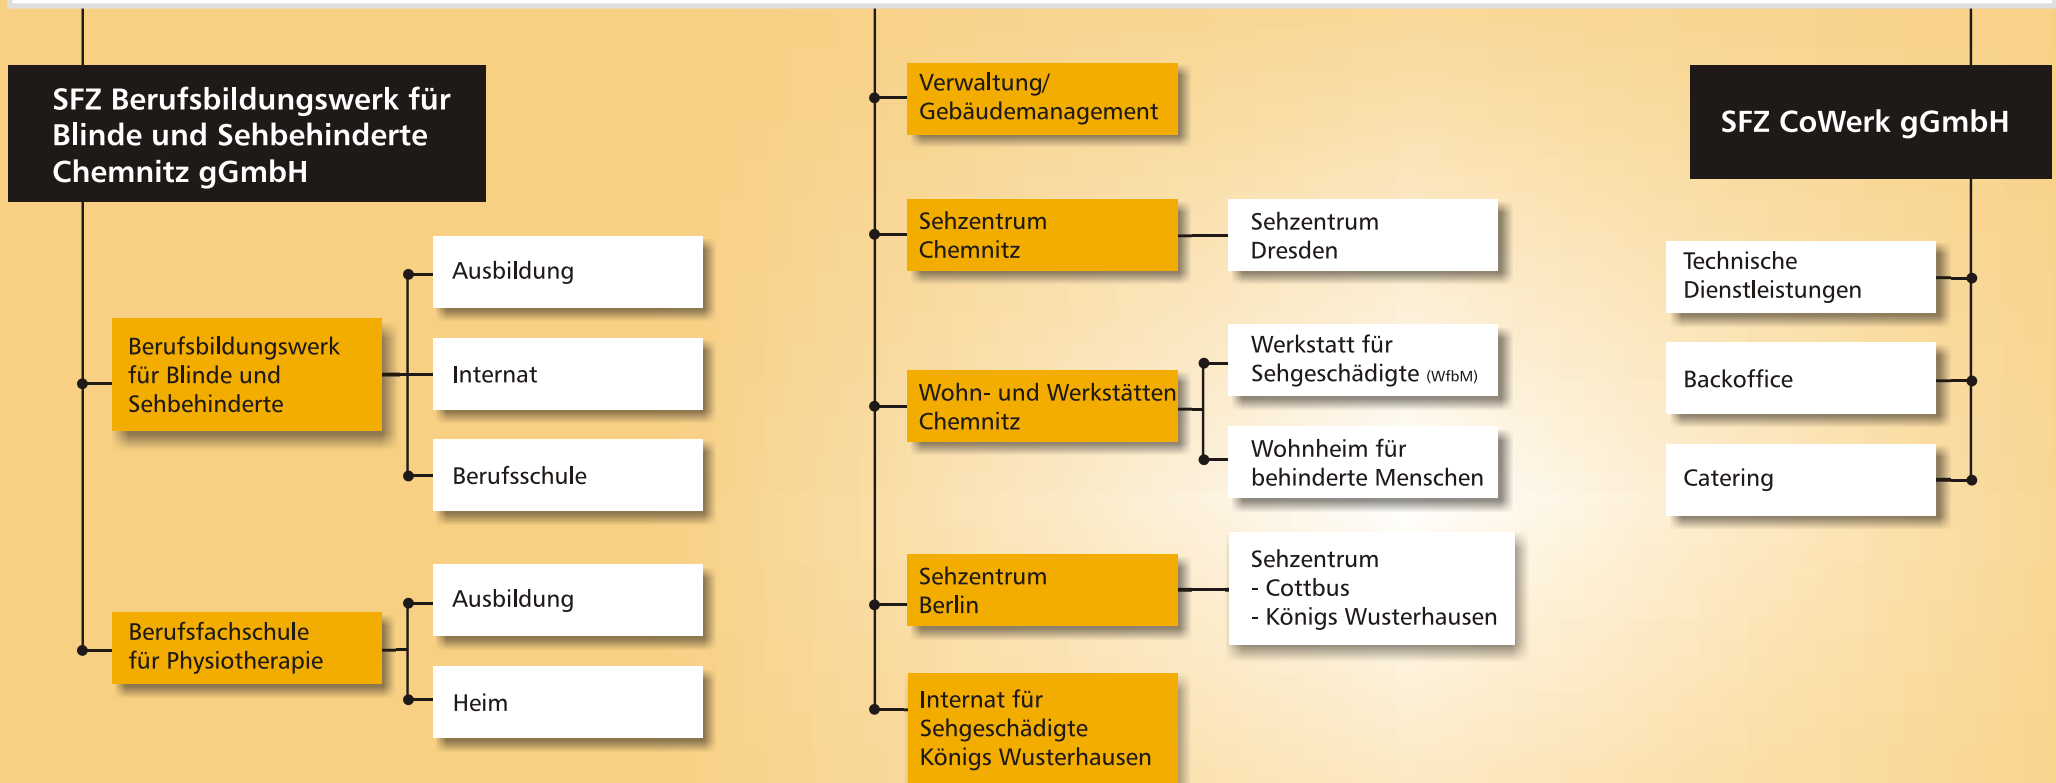 SFZ Berufsbildungswerk für
Blinde und Sehbehinderte
Chemnitz gGmbH
Berufsbildungswerk
für Blinde und
Sehbehinderte
Ausbildung
Internat
Berufsschule
Berufsfachschule
für Physiotherapie
Ausbildung
Heim
Verwaltung/
Gebäudemanagement
Sehzentrum
Chemnitz
Sehzentrum
Dresden
Wohn- und Werkstätten
Chemnitz
Werkstatt für
Sehgeschädigte (WfbM)
Wohnheim für
behinderte Menschen
Sehzentrum
Berlin
Sehzentrum
- Cottbus
- Königs Wusterhausen
Internat für
Sehgeschädigte
Königs Wusterhausen
SFZ CoWerk gGmbH
Technische
Dienstleistungen
Backoffice
Catering